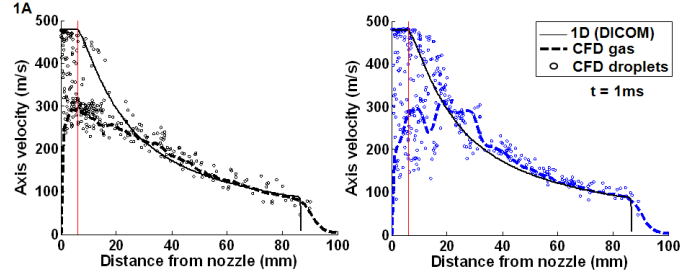 1A
500
400
300
200
100
0
Axis velocity (m/s)
0 20 40 60 80 100
Distance from nozzle (mm)
500
400
300
200
100
0
Axis velocity (m/s)
0 20 40 60 80 100
Distance from nozzle (mm)
1D (DICOM)
CFD gas
CFD droplets
t = 1ms